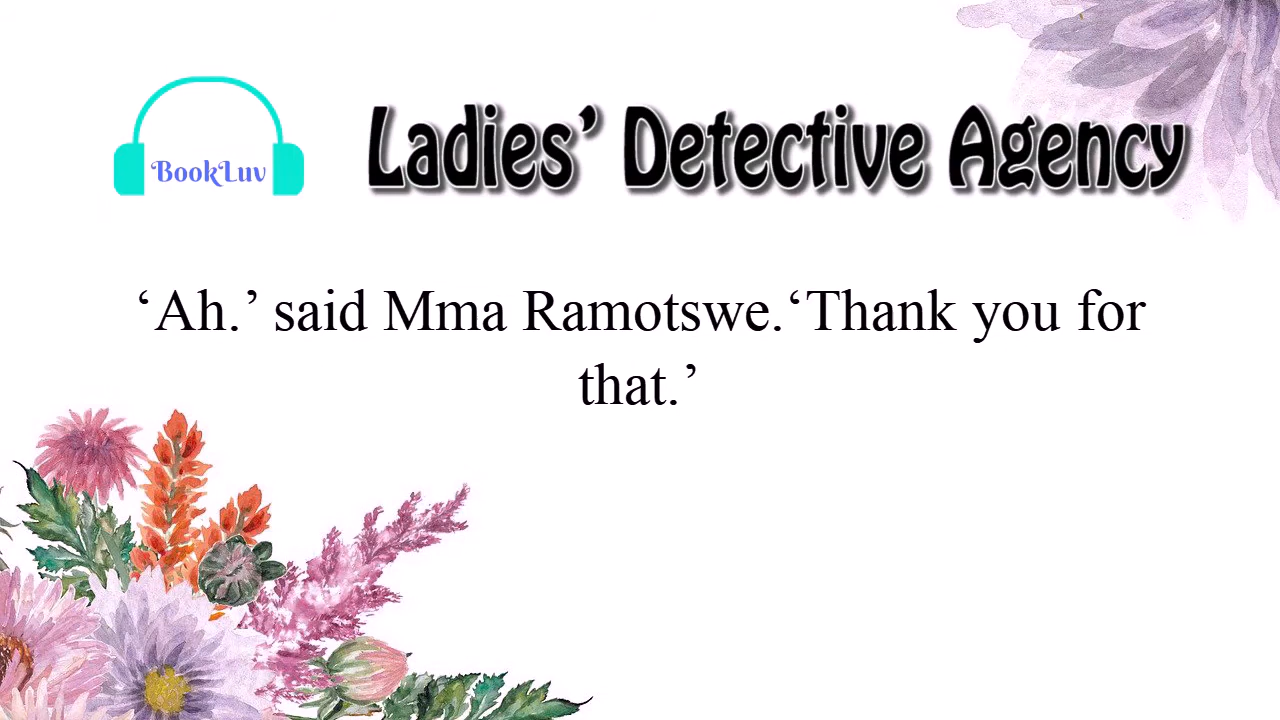 BookLuv
Ladies’ Detective Agency
‘Ah.’ said Mma Ramotswe.‘Thank you for
that.’